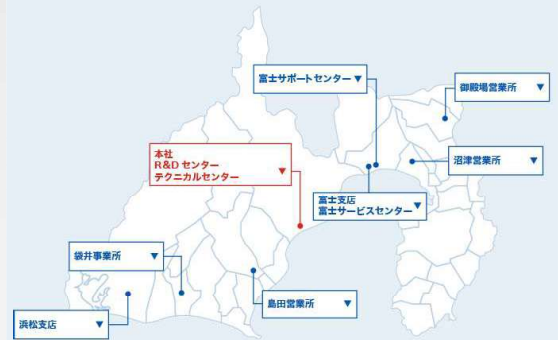 富士サポートセンター ▼
御殿場営業所 ▼
本社
R&D センター
テクニカルセンター ▼
沼津営業所 ▼
富士支店
富士サービスセンター ▼
袋井事業所 ▼
島田営業所 ▼
浜松支店 ▼